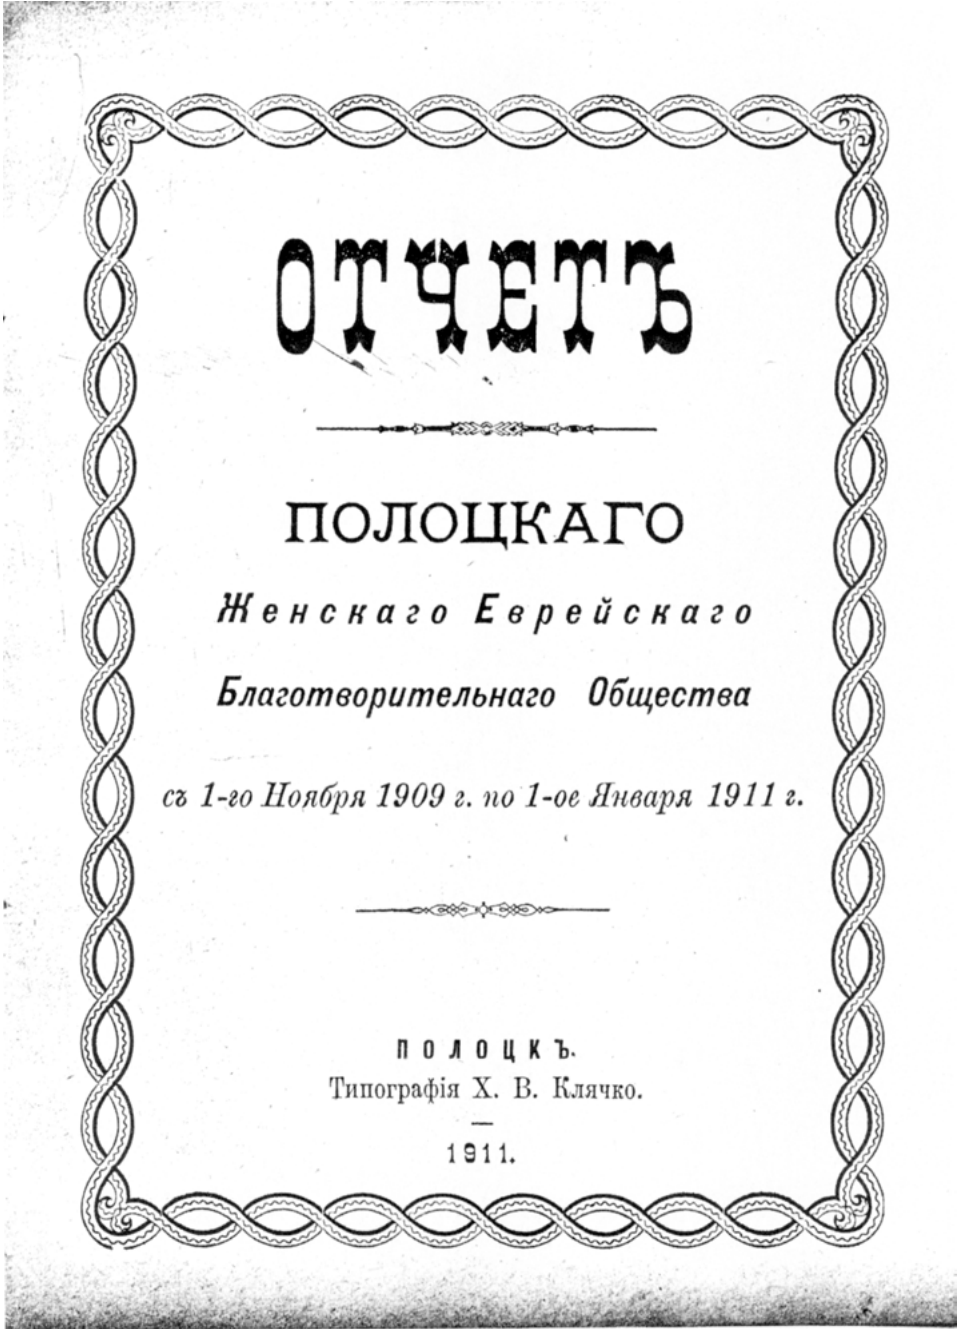 ОТЧЕТЪ
ПОЛОЦКАГО
Женскаго Еврейскаго
Благотворительнаго Общества
съ 1-го Ноября 1909 г. по 1-ое Января 1911 г.
ПОЛОЦКЪ.
Типографія Х. В. Клячко.
1911.